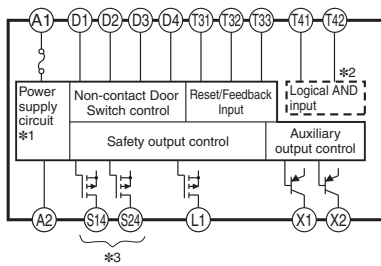 A1 D1 D2 D3 D4 T31 T32 T33 T41 T42
*2
Power
supply
circuit
*1
Non-contact Door
Switch control
Reset/Feedback
Input
Logical AND
input
Safety output control
Auxiliary
output control
A2 S14 S24 L1 X1 X2
*3